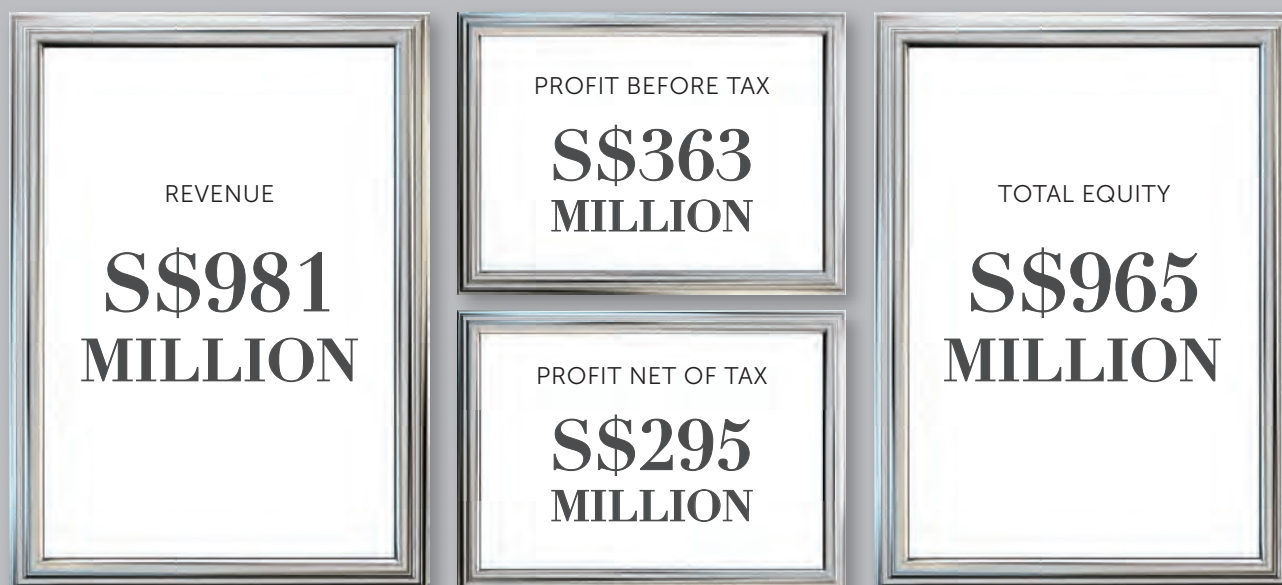 REVENUE
S$981
MILLION
PROFIT BEFORE TAX
S$363
MILLION
PROFIT NET OF TAX
S$295
MILLION
TOTAL EQUITY
S$965
MILLION